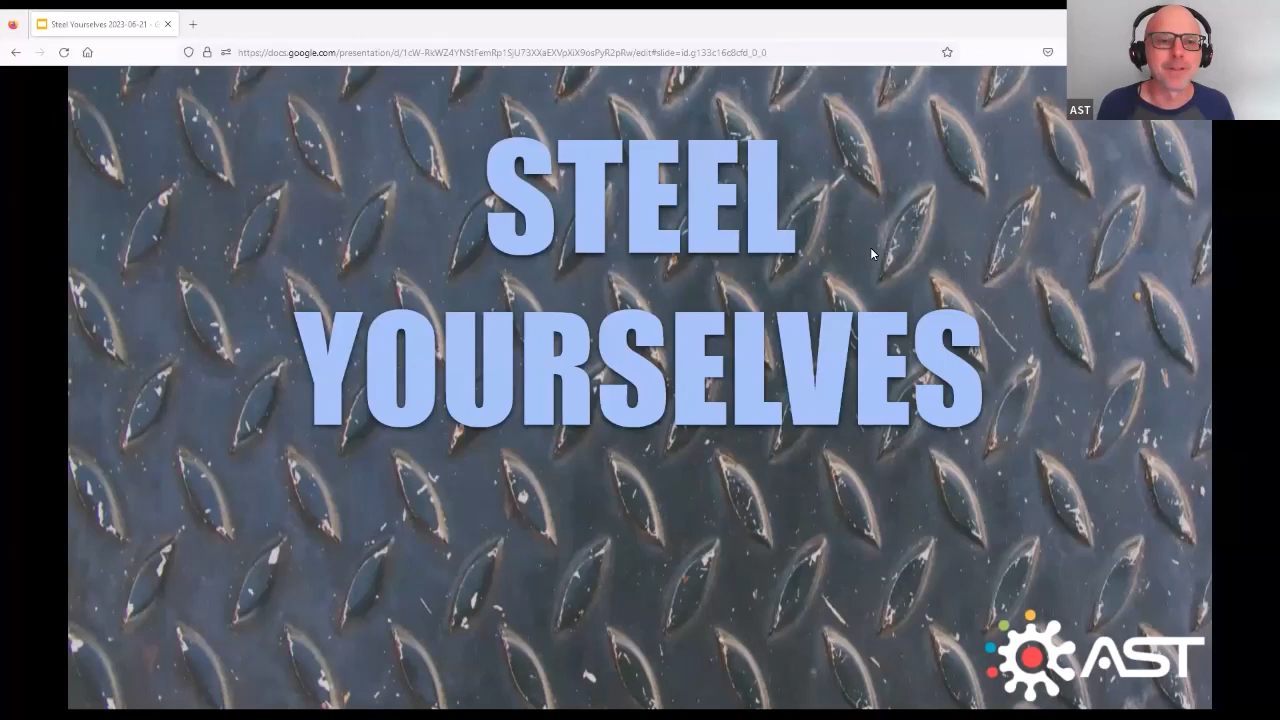 Steel Yourselves 2023-06-21 - G
https://docs.google.com/presentation/d/1cW-RkWZ4YNStFemRp1SjU73XXaEXVpXiX9osPyR2pRw/edit#slide=id.g133c16c8cfd_0_0
AST
STEEL
YOURSELVES
AST